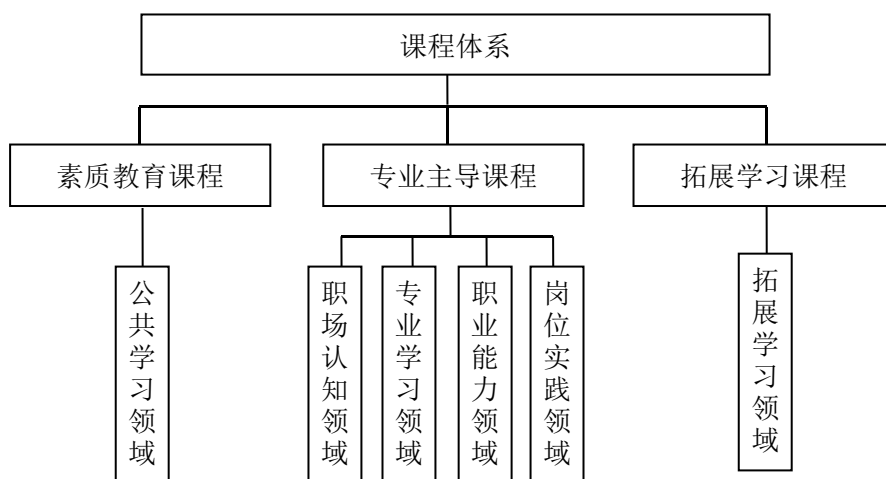 课程体系
素质教育课程
专业主导课程
拓展学习课程
公共学习领域
职场认知领域
专业学习领域
职业能力领域
岗位实践领域
拓展学习领域